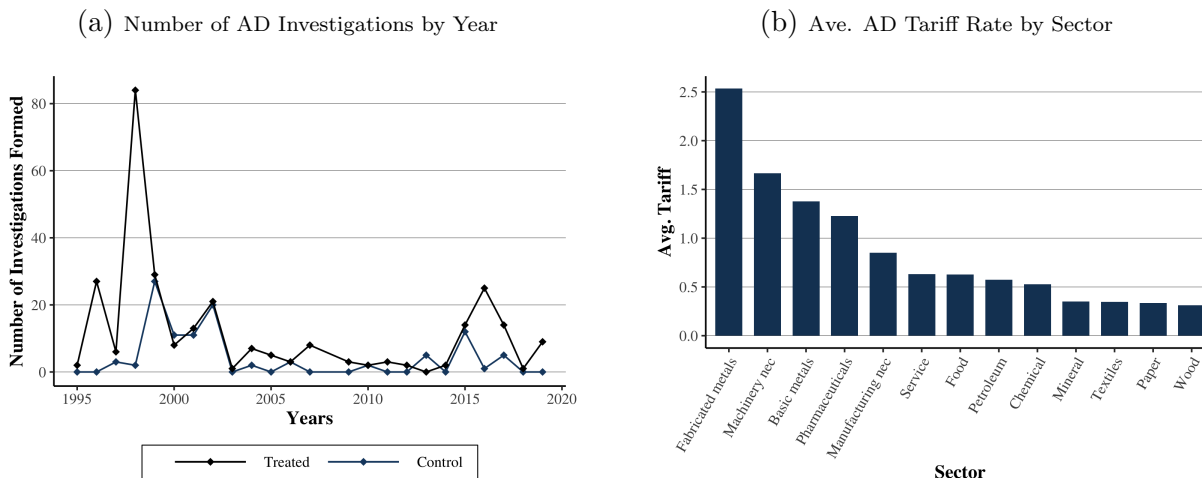 (a) Number of AD Investigations by Year
Number of Investigations Formed
80
60
40
20
0
1995 2000 2005 2010 2015 2020
Years
Treated Control
(b) Ave. AD Tariff Rate by Sector
Avg. Tariff
2.5
2.0
1.5
1.0
0.5
0.0
Fabricated metals
Machinery nec
Basic metals
Pharmaceuticals
Manufacturing nec
Service
Food
Petroleum
Chemical
Mineral
Textiles
Paper
Wood
Sector